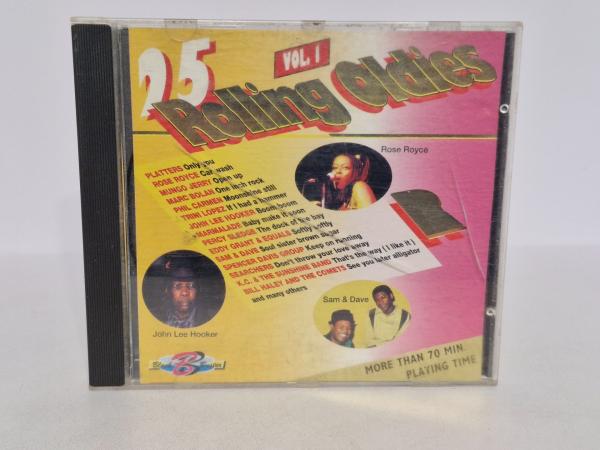 25
VOL. 1
Rolling Oldies
Rose Royce
PLATTERS Only you
ROSE ROYCE Car wash
MUNGO JERRY Open up
MARC BOLAN One inch rock
PHIL CARMEN Moonshine still
TRINI LOPEZ If I had a hammer
JOHN LEE HOOKER Boom boom
MARMALADE Baby make it soon
PERCY SLEDGE The dock of the bay
EDDY GRANT & EQUALS Softly softly
SAM & DAVE Soul sister brown sugar
SPENCER DAVIS GROUP Keep on running
SEARCHERS Don't throw your love away
K.C. & THE SUNSHINE BAND That's the way (I like it)
BILL HALEY AND THE COMETS See you later alligator
and many others
John Lee Hooker
Sam & Dave
B
MORE THAN 70 MIN.
PLAYING TIME